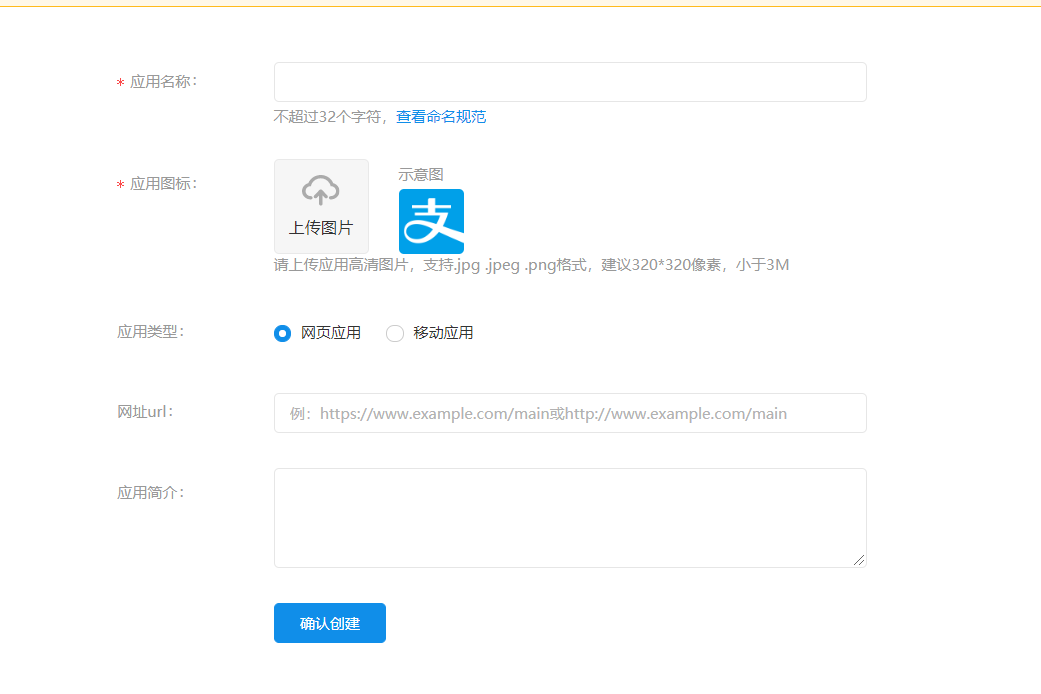 * 应用名称：
不超过32个字符，查看命名规范
* 应用图标：
上传图片
示意图
支
请上传应用高清图片，支持.jpg .jpeg .png格式，建议320*320像素，小于3M
应用类型：
网页应用 移动应用
网址url：
例：https://www.example.com/main或http://www.example.com/main
应用简介：
确认创建